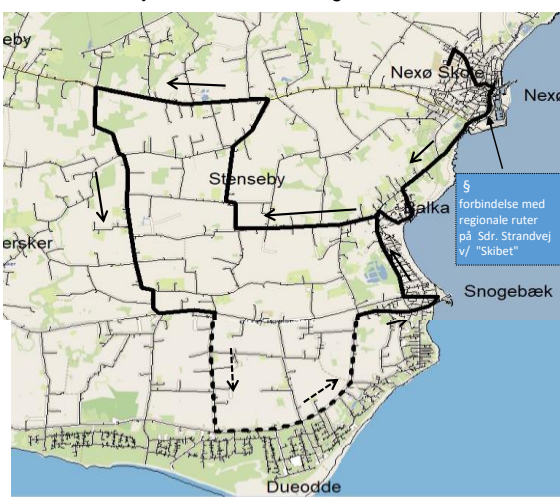 eby
Nexø Skole
Nexø
Stenseby
Balka
§
forbindelse med
regionale ruter
på Sdr. Strandvej
v/ "Skibet"
ersker
Snogebæk
Dueodde